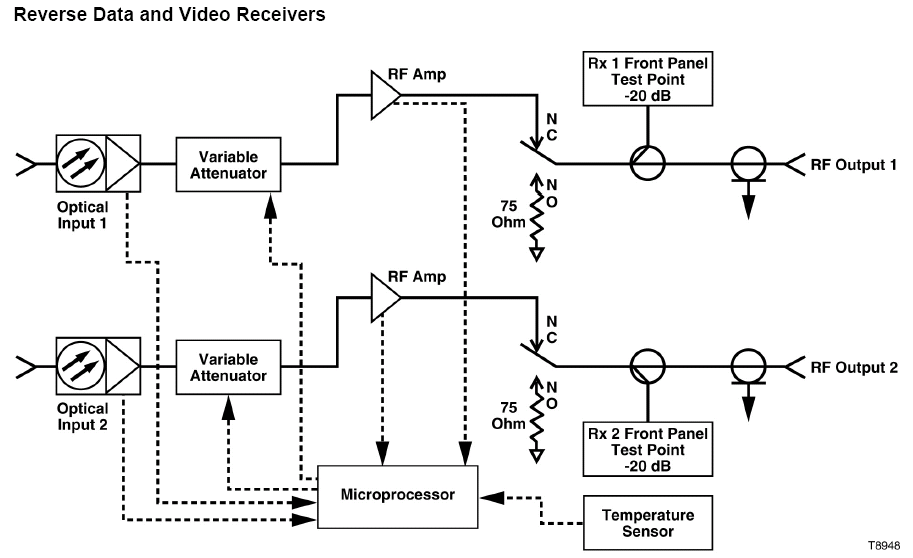 Reverse Data and Video Receivers
RF Amp
Rx 1 Front Panel
Test Point
-20 dB
N
C
Variable
Attenuator
RF Output 1
Optical
Input 1
75
Ohm
N
O
RF Amp
N
C
Variable
Attenuator
RF Output 2
Optical
Input 2
75
Ohm
N
O
Rx 2 Front Panel
Test Point
-20 dB
Microprocessor
Temperature
Sensor
T8948